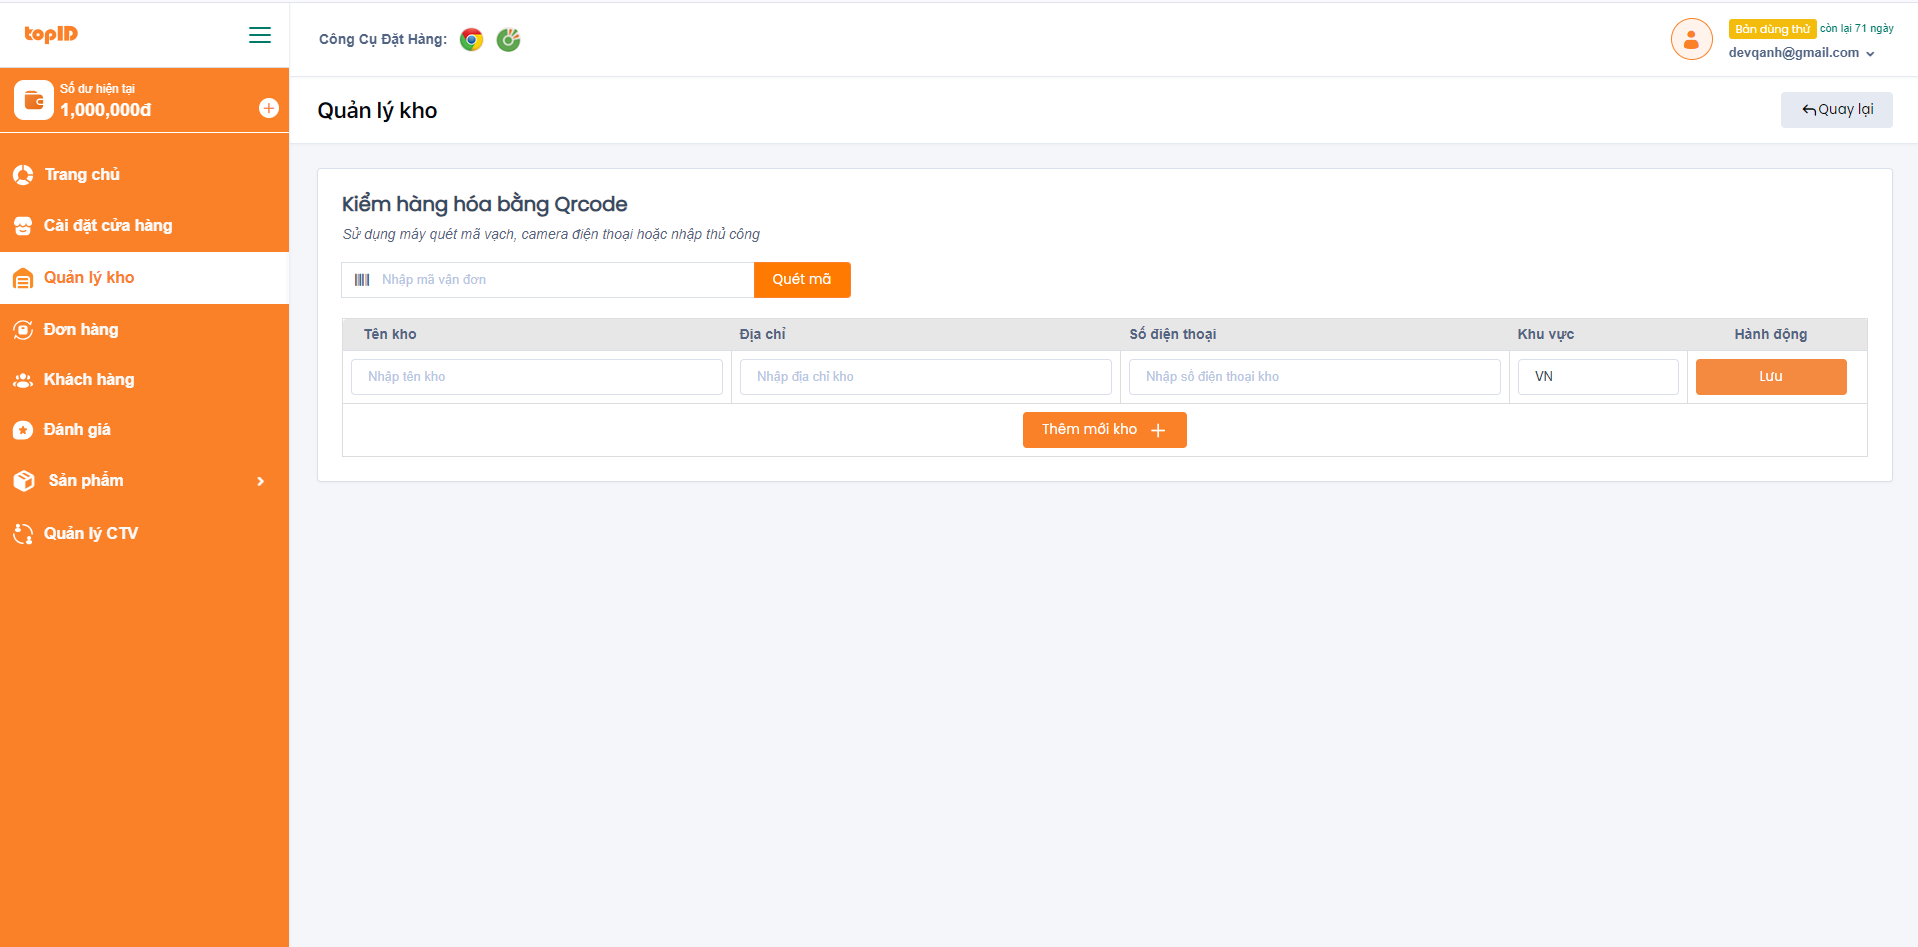 topID
Công Cụ Đặt Hàng:
Bản dùng thử còn lại 71 ngày
devqanh@gmail.com
Số dư hiện tại
1,000,000đ
Quản lý kho
Quay lại
Trang chủ
Cài đặt cửa hàng
Quản lý kho
Đơn hàng
Khách hàng
Đánh giá
Sản phẩm
Quản lý CTV
Kiểm hàng hóa bằng Qrcode
Sử dụng máy quét mã vạch, camera điện thoại hoặc nhập thủ công
Nhập mã vận đơn
Quét mã
Tên kho Địa chỉ Số điện thoại Khu vực Hành động
Nhập tên kho Nhập địa chỉ kho Nhập số điện thoại kho VN Lưu
Thêm mới kho